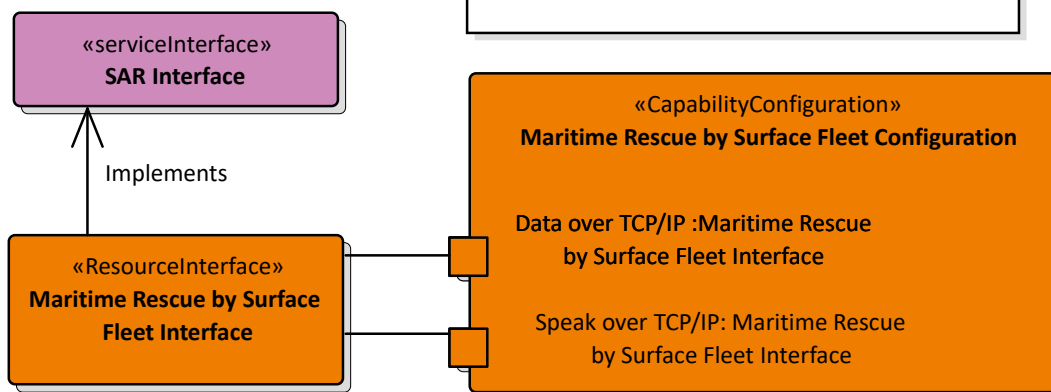 «serviceInterface»
SAR Interface
Implements
«ResourceInterface»
Maritime Rescue by Surface
Fleet Interface
«CapabilityConfiguration»
Maritime Rescue by Surface Fleet Configuration
Data over TCP/IP :Maritime Rescue
by Surface Fleet Interface
Speak over TCP/IP: Maritime Rescue
by Surface Fleet Interface